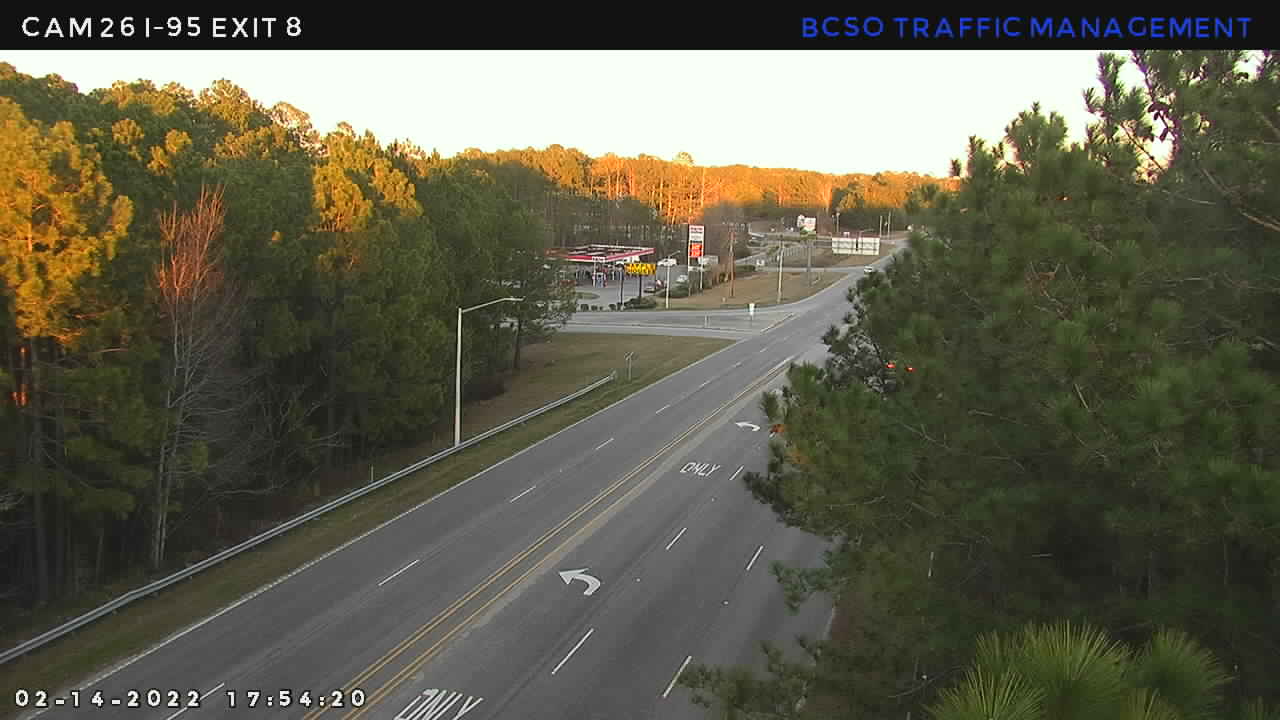 CAM 26 I-95 EXIT 8
BCSO TRAFFIC MANAGEMENT
ONLY
ONLY
02-14-2022 17:54:20